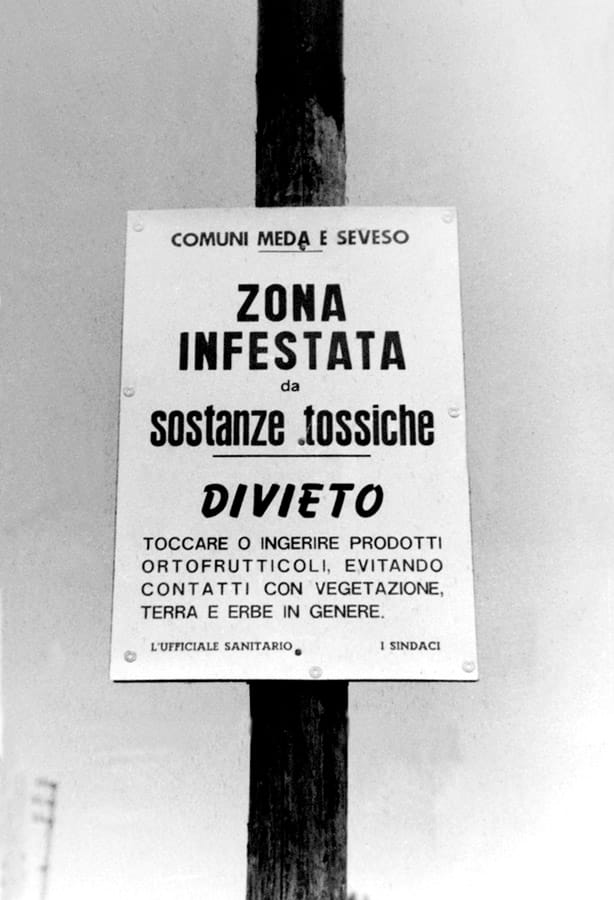 COMUNI MEDA E SEVESO
ZONA
INFESTATA
da
sostanze tossiche
DIVIETO
TOCCARE O INGERIRE PRODOTTI
ORTOFRUTTICOLI, EVITANDO
CONTATTI CON VEGETAZIONE,
TERRA E ERBE IN GENERE.
L'UFFICIALE SANITARIO I SINDACI